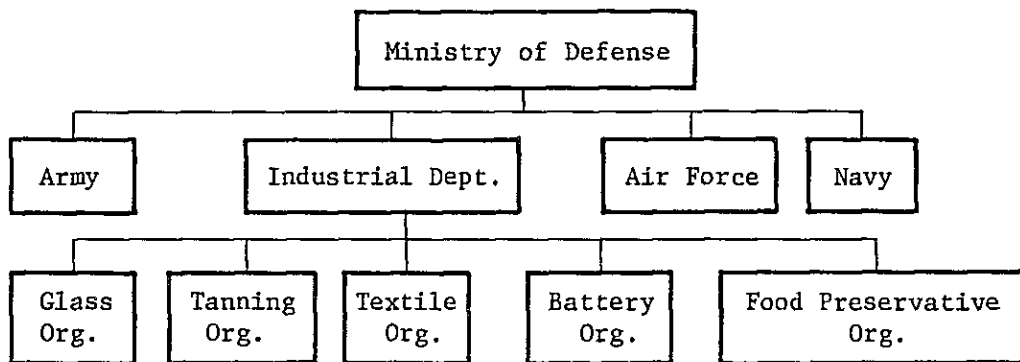 Ministry of Defense
Army
Industrial Dept.
Air Force
Navy
Glass
Org.
Tanning
Org.
Textile
Org.
Battery
Org.
Food Preservative
Org.